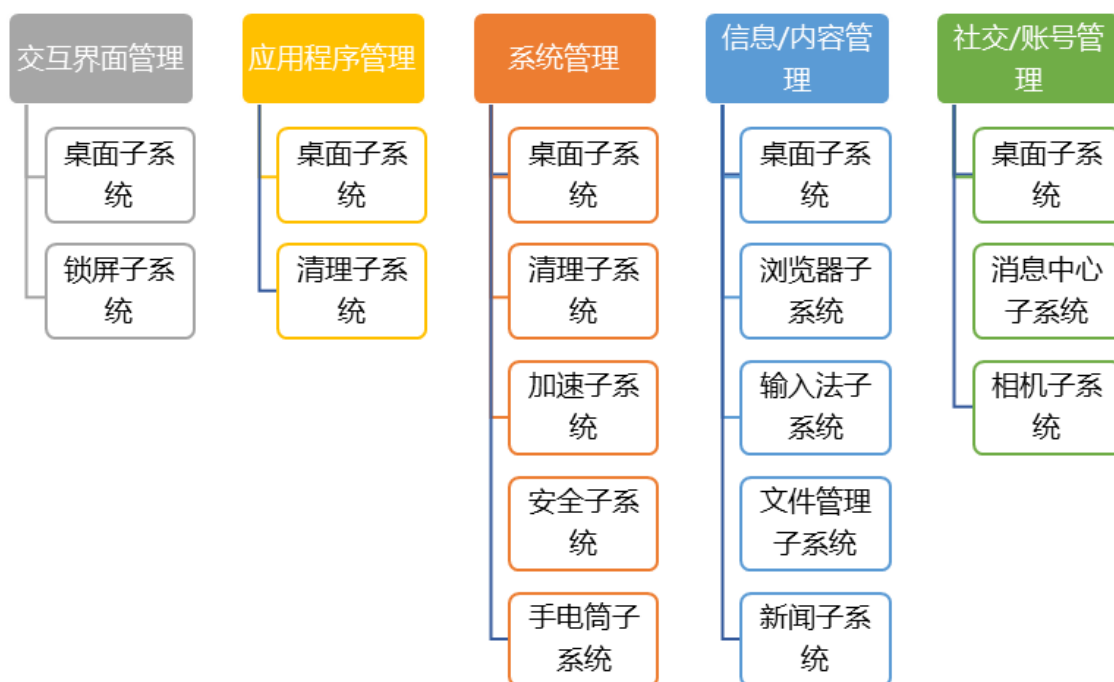 交互界面管理
桌面子系
统
锁屏子系
统
应用程序管理
桌面子系
统
清理子系
统
系统管理
桌面子系
统
清理子系
统
加速子系
统
安全子系
统
手电筒子
系统
信息/内容管
理
桌面子系
统
浏览器子
系统
输入法子
系统
文件管理
子系统
新闻子系
统
社交/账号管
理
桌面子系
统
消息中心
子系统
相机子系
统